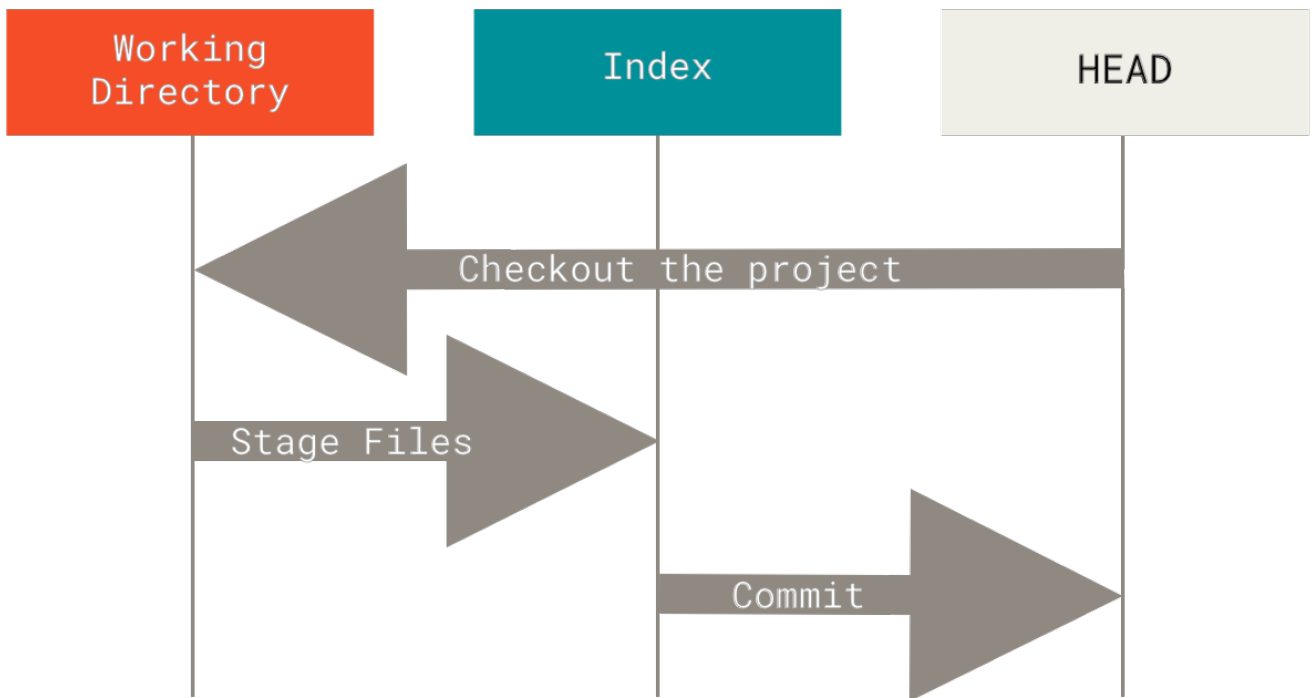 Working
Directory
Index
HEAD
Checkout the project
Stage Files
Commit